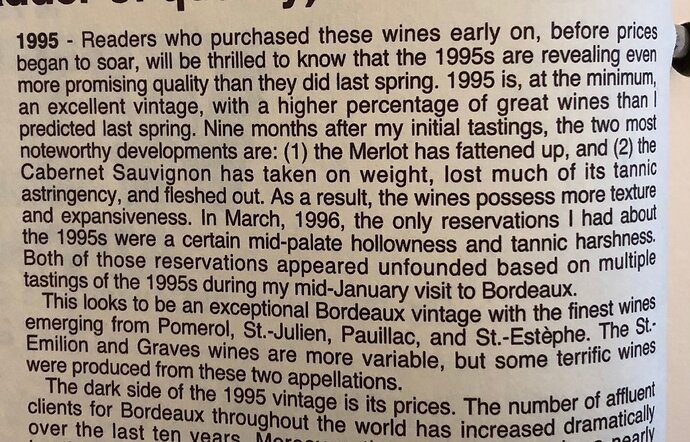 of quality)
1995 - Readers who purchased these wines early on, before prices
began to soar, will be thrilled to know that the 1995s are revealing even
more promising quality than they did last spring. 1995 is, at the minimum,
an excellent vintage, with a higher percentage of great wines than I
predicted last spring. Nine months after my initial tastings, the two most
noteworthy developments are: (1) the Merlot has fattened up, and (2) the
Cabernet Sauvignon has taken on weight, lost much of its tannic
astringency, and fleshed out. As a result, the wines possess more texture
and expansiveness. In March, 1996, the only reservations I had about
the 1995s were a certain mid-palate hollowness and tannic harshness.
Both of those reservations appeared unfounded based on multiple
tastings of the 1995s during my mid-January visit to Bordeaux.
This looks to be an exceptional Bordeaux vintage with the finest wines
emerging from Pomerol, St.-Julien, Pauillac, and St.-Estèphe. The St.-
Emilion and Graves wines are more variable, but some terrific wines
were produced from these two appellations.
The dark side of the 1995 vintage is its prices. The number of affluent
clients for Bordeaux throughout the world has increased dramatically
over the last ten years. nearly